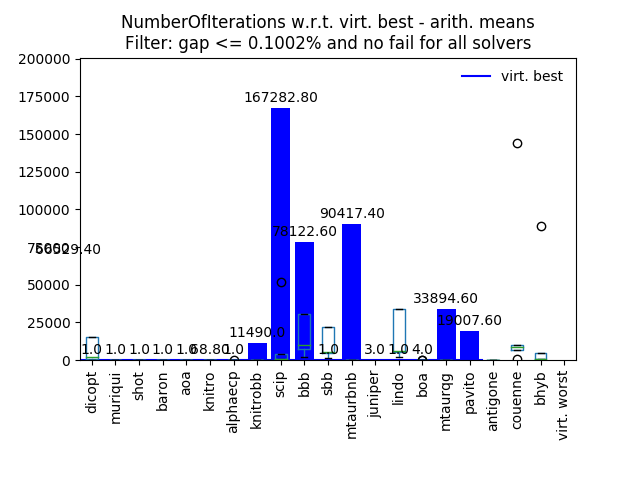 NumberOfIterations w.r.t. virt. best - arith. means
Filter: gap <= 0.1002% and no fail for all solvers
virt. best
200000
175000
150000
125000
100000
75000
50000
25000
0
167282.80
90417.40
78122.60
33894.60
19007.60
11490.0
1.0 1.0 1.0 1.0 1.0 68.80 1.0 1.0 3.0 1.0 4.0
dicopt
muriqui
shot
baron
aoa
knitro
alphaecp
knitrobb
scip
bbb
sbb
mtaurbnb
juniper
lindo
boa
mtaurqg
pavito
antigone
couenne
bhyb
virt. worst